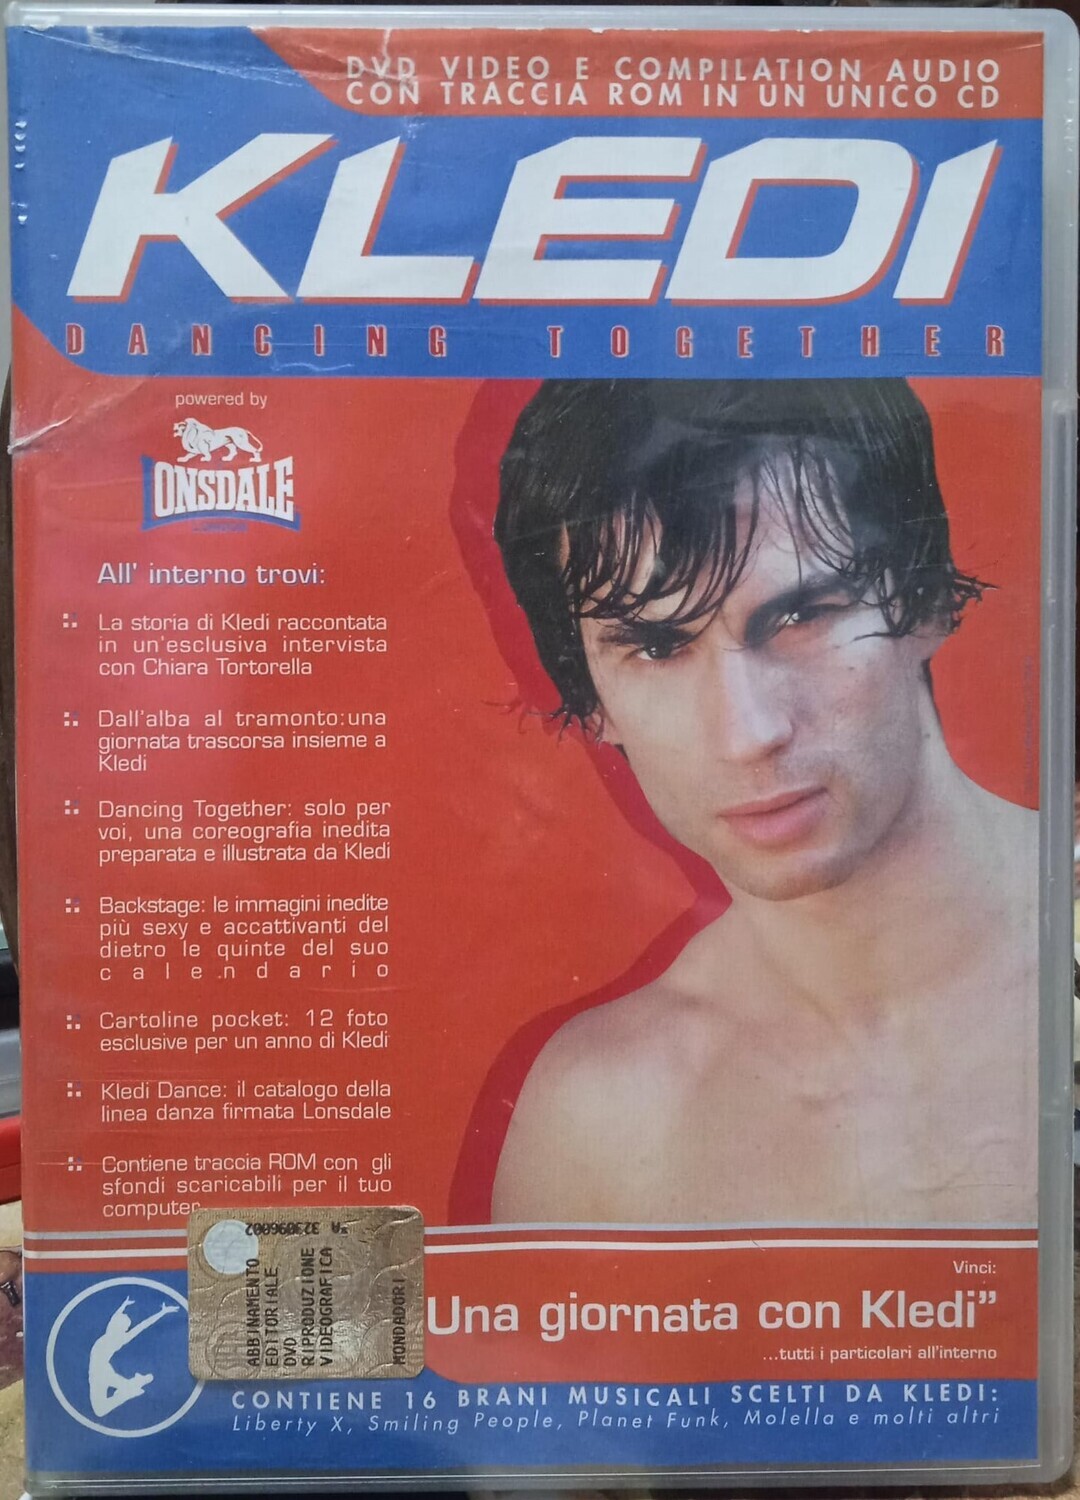 DVD VIDEO E COMPILATION AUDIO
CON TRACCIA ROM IN UN UNICO CD
KLEDI
DANCING TOGETHER
powered by
LONSDALE
LONDON
All' interno trovi:
La storia di Kledi raccontata
in un'esclusiva intervista
con Chiara Tortorella
Dall'alba al tramonto:una
giornata trascorsa insieme a
Kledi
Dancing Together: solo per
voi, una coreografia inedita
preparata e illustrata da Kledi
Backstage: le immagini inedite
più sexy e accattivanti del
dietro le quinte del suo
calendario
Cartoline pocket: 12 foto
esclusive per un anno di Kledi
Kledi Dance: il catalogo della
linea danza firmata Lonsdale
Contiene traccia ROM con gli
sfondi scaricabili per il tuo
computer
*A 323096002
ABBINAMENTO
EDITORIALE
DVD
RIPRODUZIONE
VIDEOGRAFICA
MONDADORI
Vinci:
Una giornata con Kledi”
...tutti i particolari all'interno
CONTIENE 16 BRANI MUSICALI SCELTI DA KLEDI:
Liberty X, Smiling People, Planet Funk, Molella e molti altri